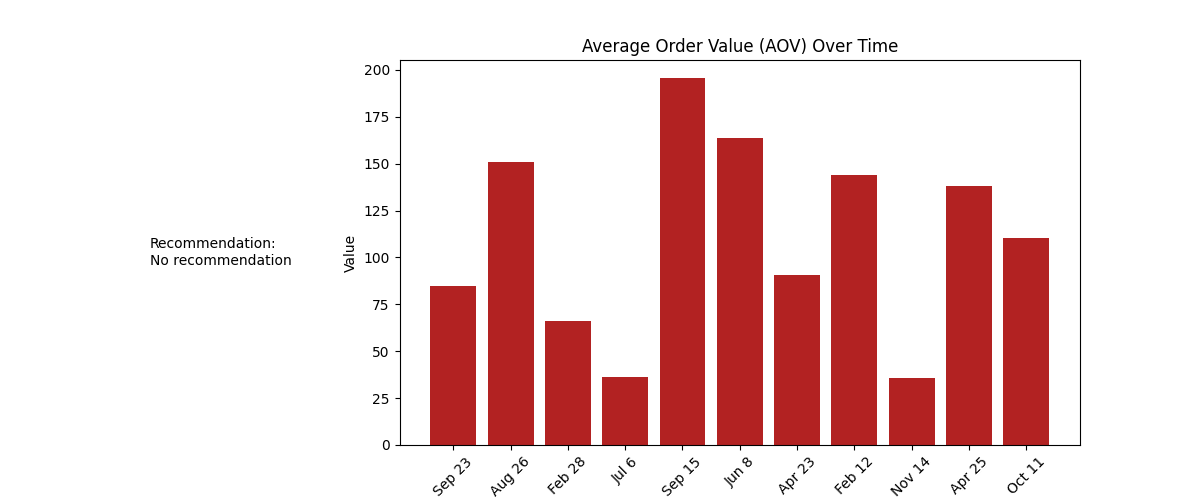 Average Order Value (AOV) Over Time
Recommendation:
No recommendation
Value
200
175
150
125
100
75
50
25
0
Sep 23
Aug 26
Feb 28
Jul 6
Sep 15
Jun 8
Apr 23
Feb 12
Nov 14
Apr 25
Oct 11